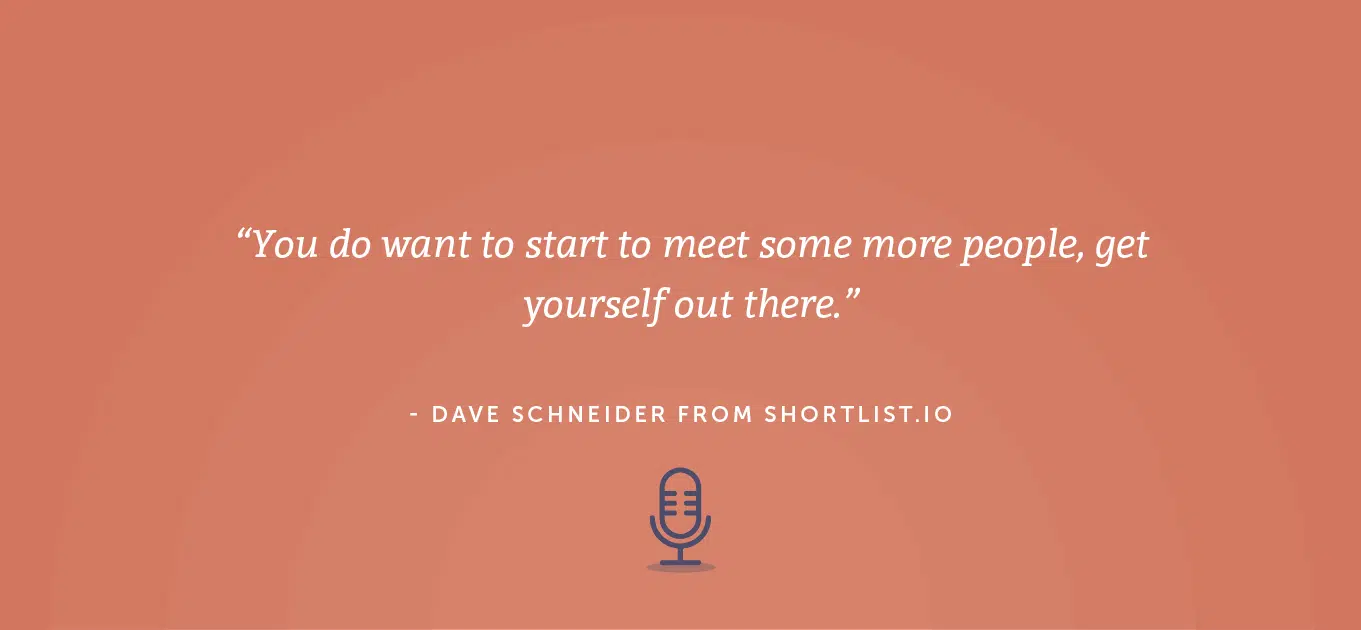 “You do want to start to meet some more people, get
yourself out there.”
- DAVE SCHNEIDER FROM SHORTLIST.IO